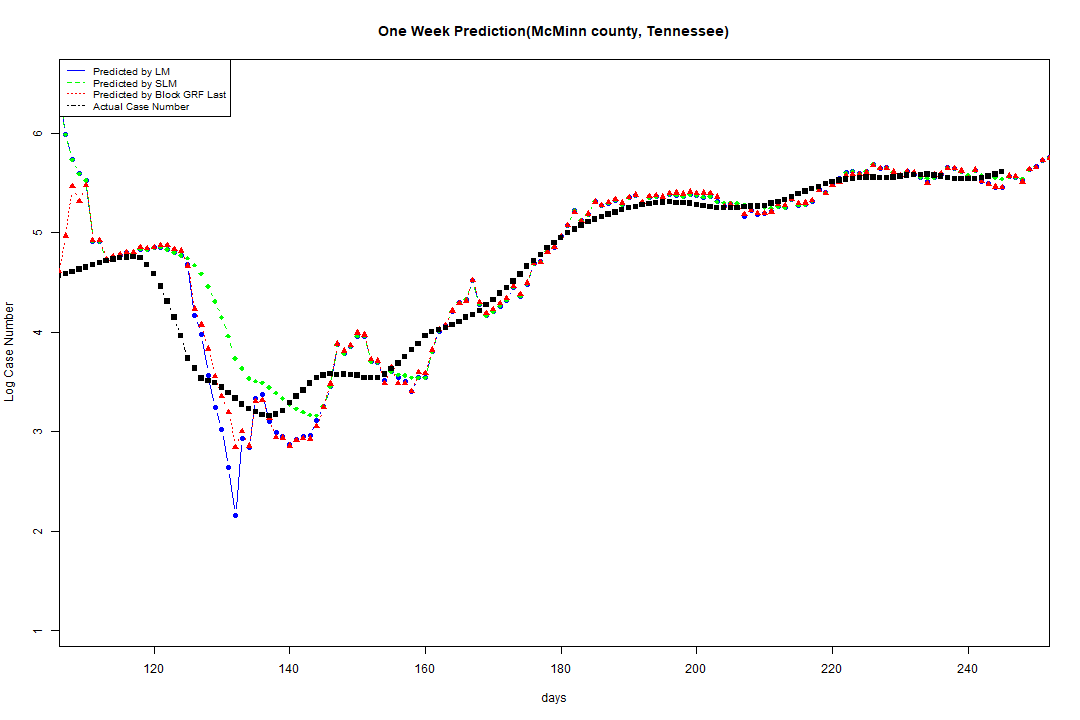 One Week Prediction(McMinn county, Tennessee)
Predicted by LM
Predicted by SLM
Predicted by Block GRF Last
Actual Case Number
6
5
4
3
2
1
Log Case Number
120 140 160 180 200 220 240
days